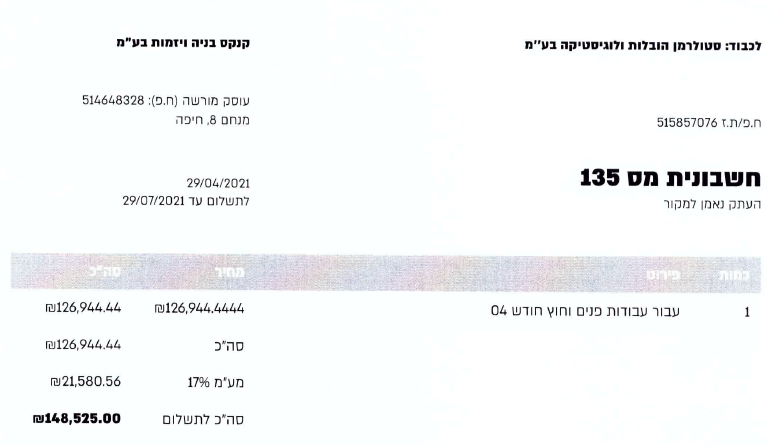 לכבוד: סטולרמן הובלות ולוגיסטיקה בע''מ
קנקס בניה ויזמות בע"מ
עוסק מורשה (ח.פ): 514648328
מנחם 8, חיפה
ח.פ/ת.ז 515857076
חשבונית מס 135
העתק נאמן למקור
29/04/2021
לתשלום עד 29/07/2021
כמות פירוט מחיר סה"כ
1 עבור עבודות פנים וחוץ חודש 04 ₪126,944.4444 ₪126,944.44
סה"כ ₪126,944.44
מע"מ 17% ₪21,580.56
סה"כ לתשלום ₪148,525.00